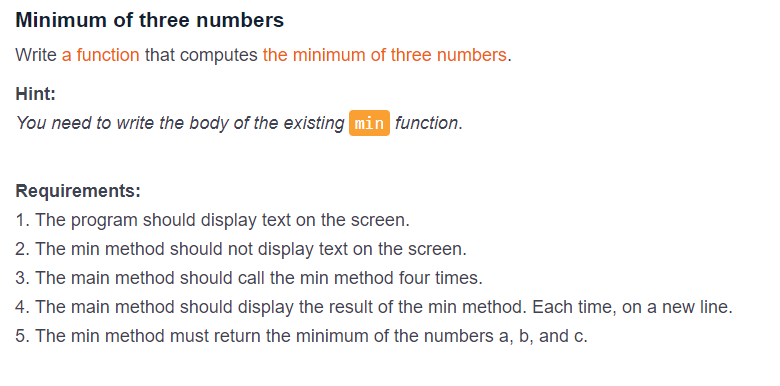 Minimum of three numbers
Write a function that computes the minimum of three numbers.
Hint:
You need to write the body of the existing min function.
Requirements:
1. The program should display text on the screen.
2. The min method should not display text on the screen.
3. The main method should call the min method four times.
4. The main method should display the result of the min method. Each time, on a new line.
5. The min method must return the minimum of the numbers a, b, and c.